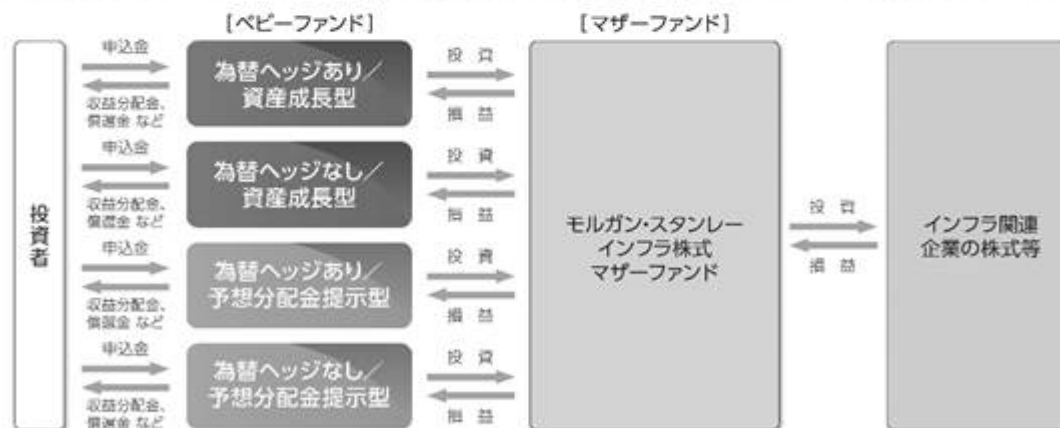 [ベビーファンド]
[マザーファンド]
投資者
申込金
収益分配金、
償還金 など
為替ヘッジあり／
資産成長型
投 資
損 益
申込金
収益分配金、
償還金 など
為替ヘッジなし／
資産成長型
投 資
損 益
申込金
収益分配金、
償還金 など
為替ヘッジあり／
予想分配金提示型
投 資
損 益
申込金
収益分配金、
償還金 など
為替ヘッジなし／
予想分配金提示型
投 資
損 益
モルガン・スタンレー
インフラ株式
マザーファンド
投 資
損 益
インフラ関連
企業の株式等